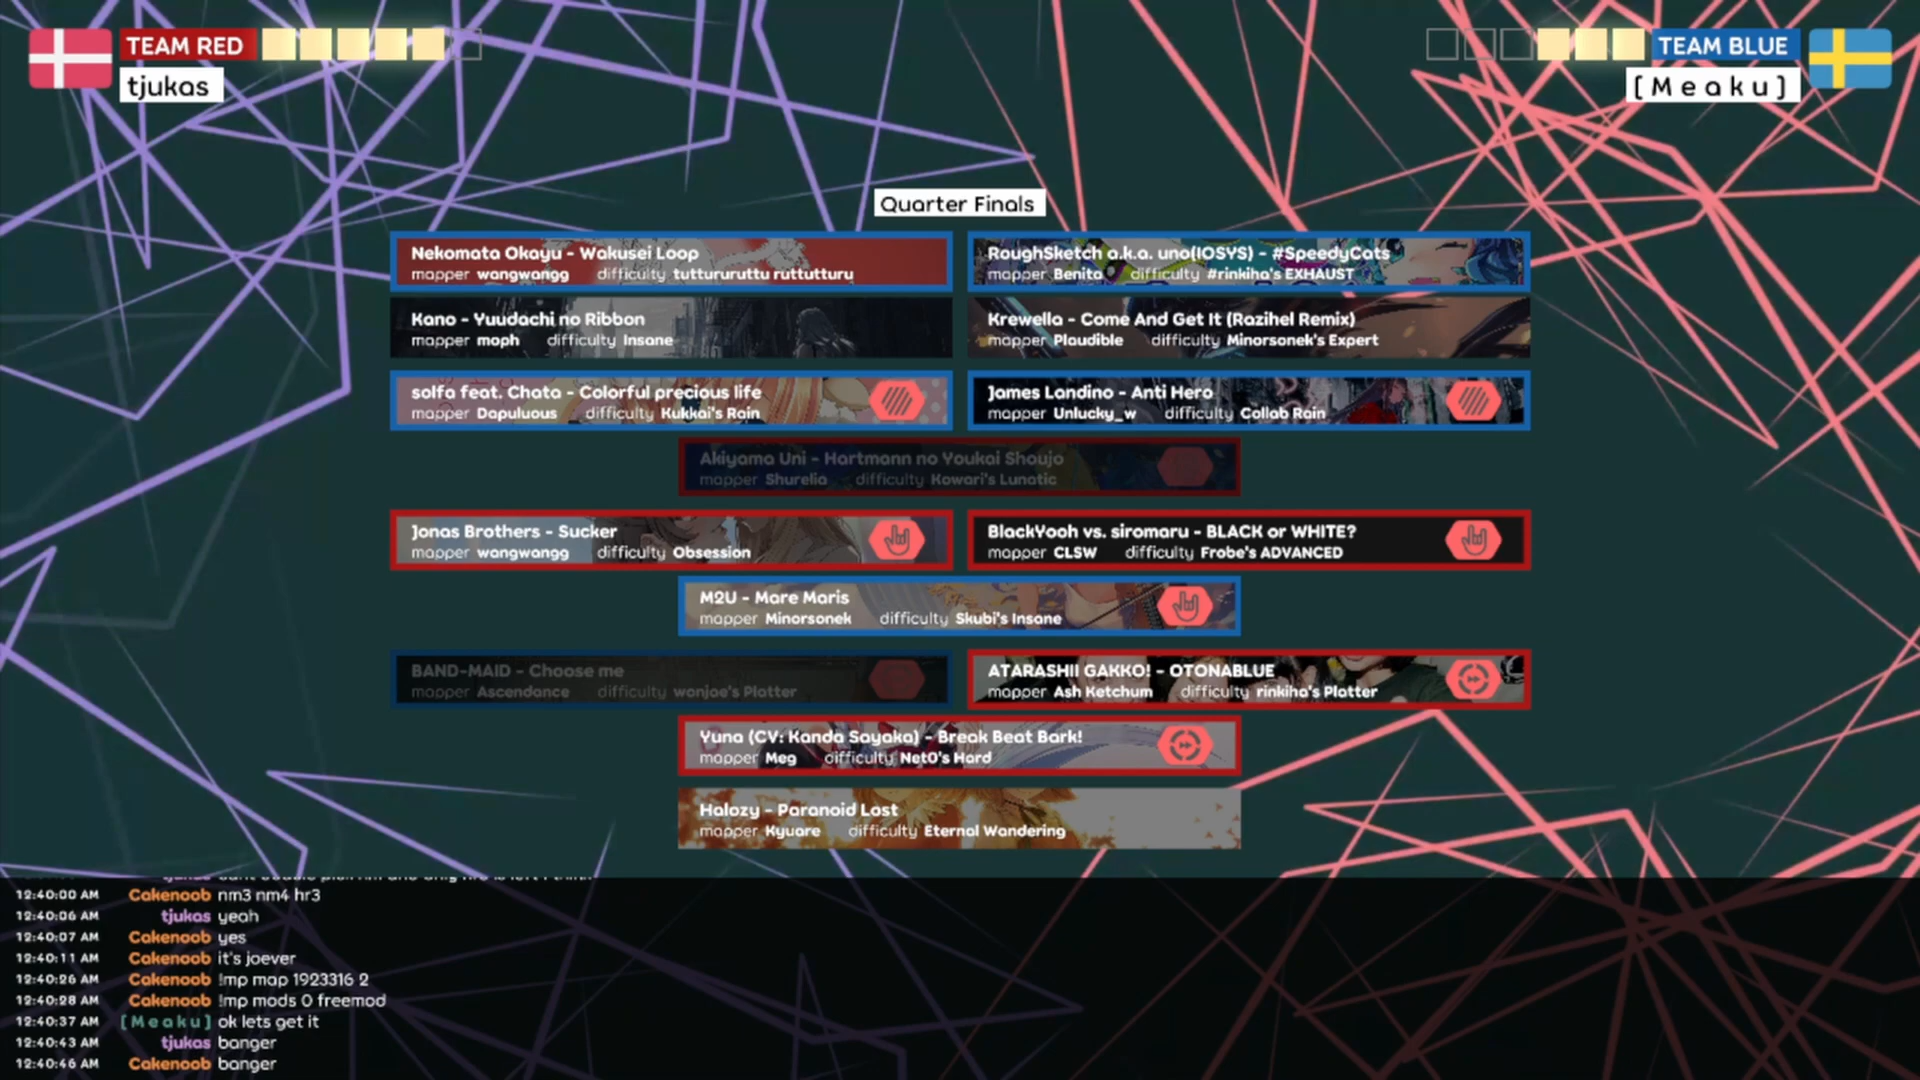 TEAM RED
tjukas
TEAM BLUE
[Meaku]
Quarter Finals
Nekomata Okayu - Wakusei Loop
mapper wangwangg difficulty tuttururuttu ruttutturu
RoughSketch a.k.a. uno(IOSYS) - #SpeedyCats
mapper Benita difficulty #rinkiha's EXHAUST
Kano - Yuudachi no Ribbon
mapper moph difficulty Insane
Krewella - Come And Get It (Razihel Remix)
mapper Plaudible difficulty Minorsonek's Expert
solfa feat. Chata - Colorful precious life
mapper Dapuluous difficulty Kukkai's Rain
James Landino - Anti Hero
mapper Unlucky_w difficulty Collab Rain
Akiyama Uni - Hartmann no Youkai Shoujo
mapper Shurelia difficulty Kowari's Lunatic
Jonas Brothers - Sucker
mapper wangwangg difficulty Obsession
BlackYooh vs. siromaru - BLACK or WHITE?
mapper CLSW difficulty Frobe's ADVANCED
M2U - Mare Maris
mapper Minorsonek difficulty Skubi's Insane
BAND-MAID - Choose me
mapper Ascendance difficulty wonjae's Platter
ATARASHII GAKKO! - OTONABLUE
mapper Ash Ketchum difficulty rinkiha's Platter
Yuna (CV: Kanda Sayaka) - Break Beat Bark!
mapper Meg difficulty Net0's Hard
Halozy - Paranoid Lost
mapper Kyuare difficulty Eternal Wandering
12:40:00 AM Cakenoob nm3 nm4 hr3
12:40:06 AM tjukas yeah
12:40:07 AM Cakenoob yes
12:40:11 AM Cakenoob it's joever
12:40:26 AM Cakenoob !mp map 1923316 2
12:40:28 AM Cakenoob !mp mods 0 freemod
12:40:37 AM [Meaku] ok lets get it
12:40:43 AM tjukas banger
12:40:46 AM Cakenoob banger